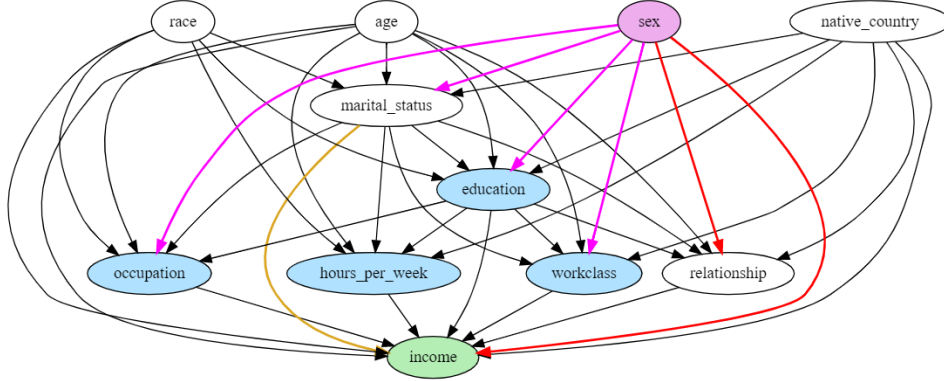 race age sex native_country
marital_status
education
occupation hours_per_week workclass relationship
income